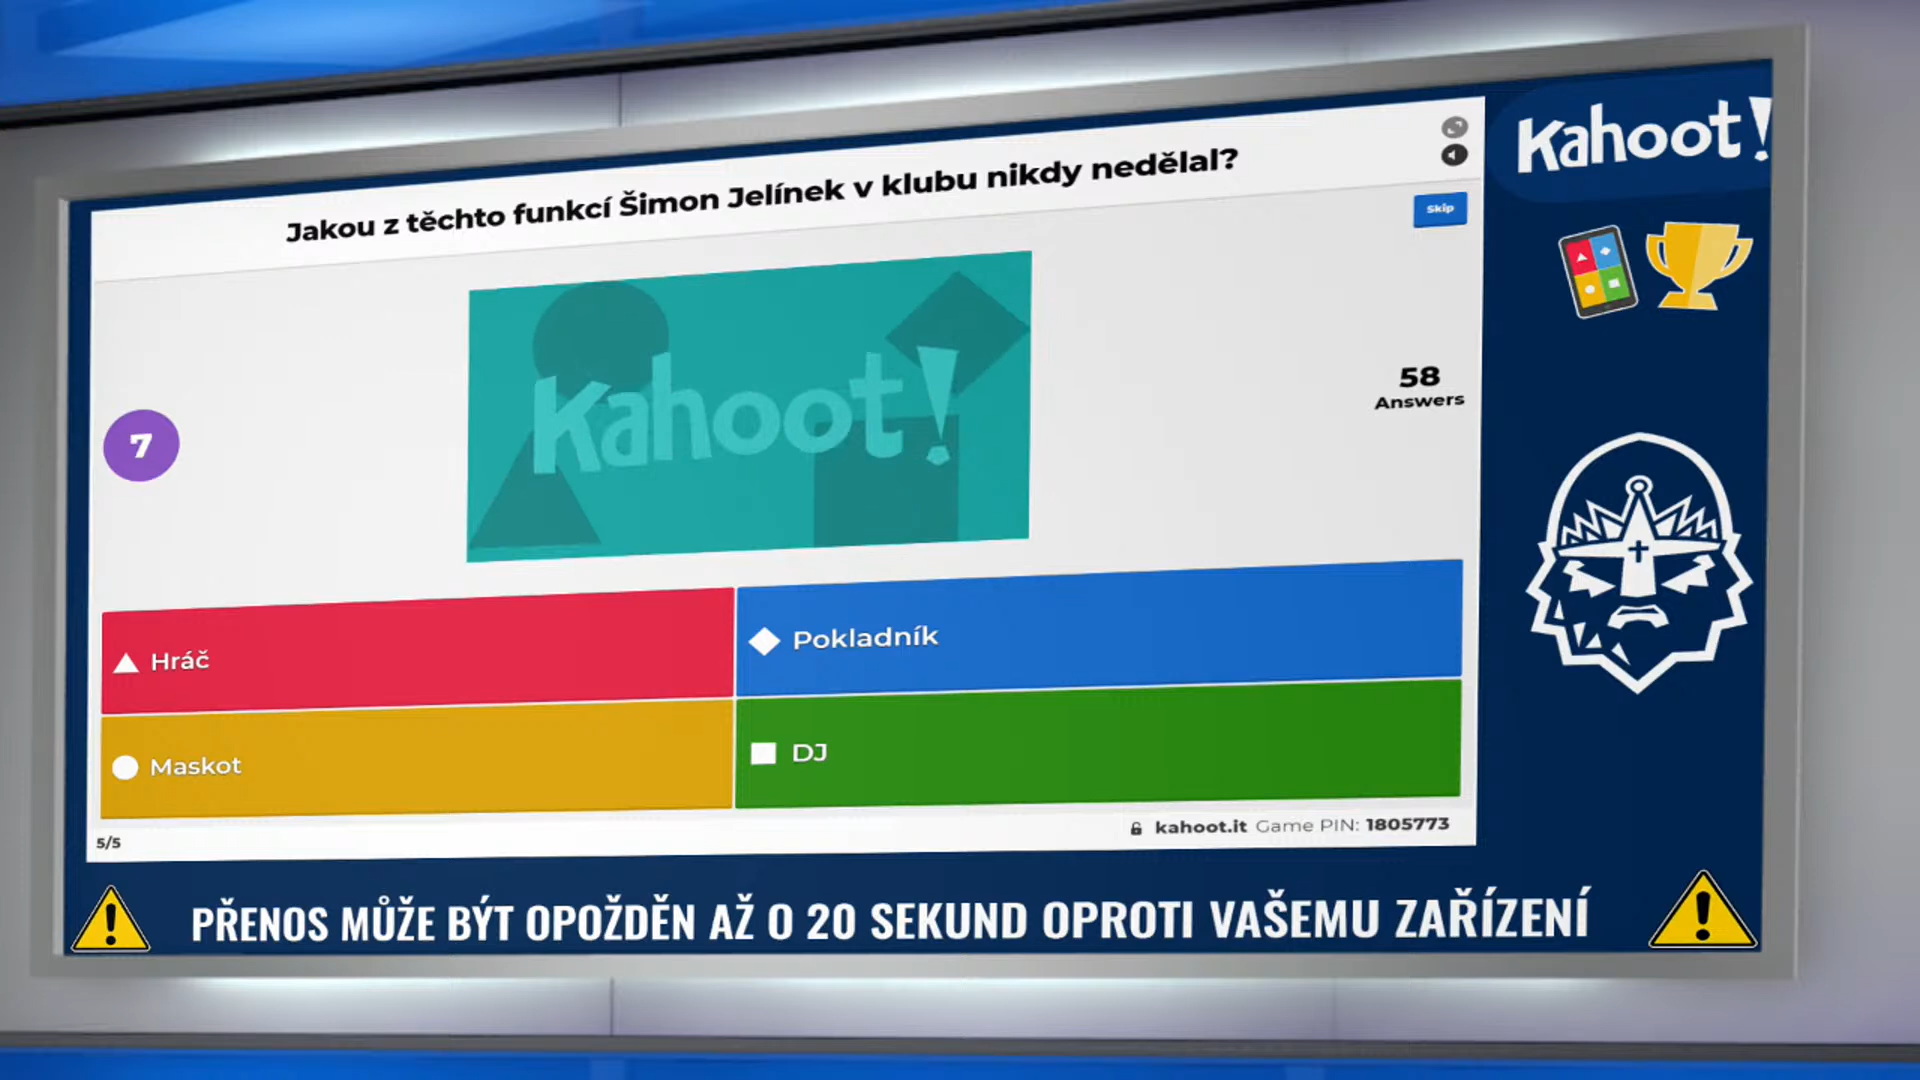 Kahoot!
Jakou z těchto funkcí Šimon Jelínek v klubu nikdy nedělal?
Skip
Kahoot!
7
58
Answers
Hráč
Pokladník
Maskot
DJ
5/5
kahoot.it Game PIN: 1805773
PŘENOS MŮŽE BÝT OPOŽDĚN AŽ O 20 SEKUND OPROTI VAŠEMU ZAŘÍZENÍ